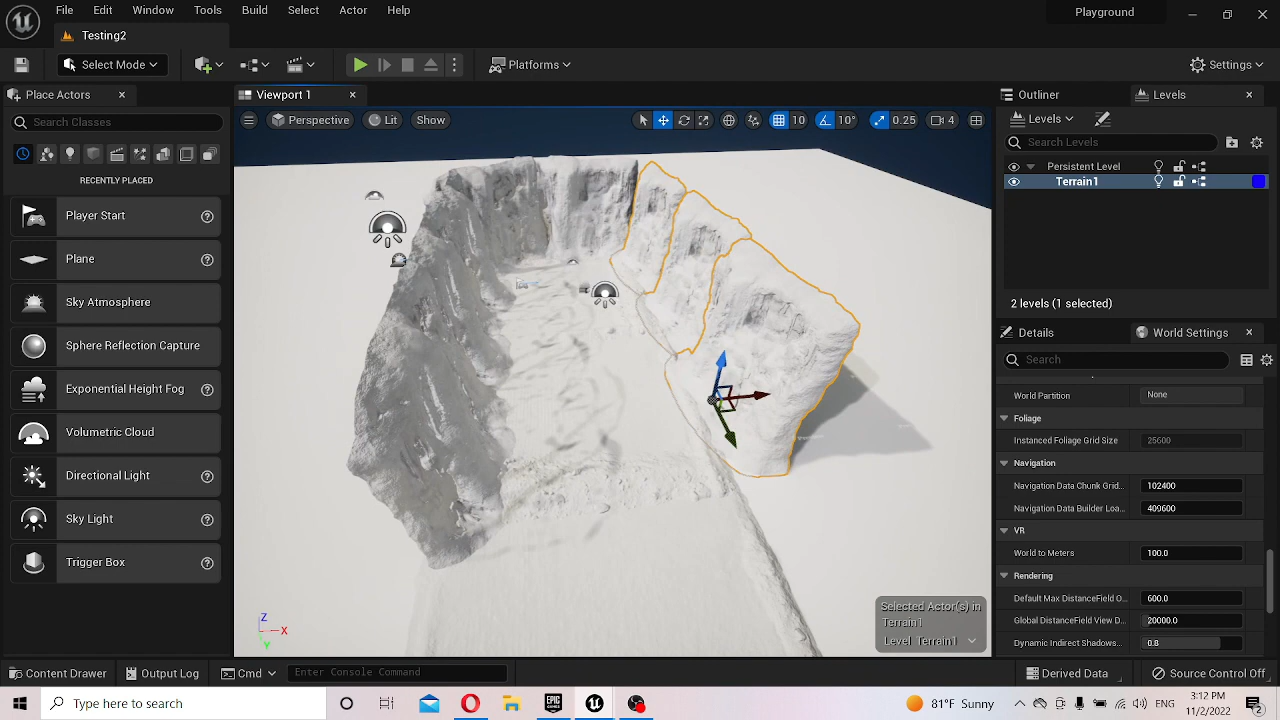 File Edit Window Tools Build Select Actor Help
Playground
Testing2
Select Mode
Platforms
Settings
Place Actors
Viewport 1
Outliner
Levels
Search Classes
Perspective
Lit
Show
10
10°
0.25
4
Levels
Search Levels
RECENTLY PLACED
Persistent Level
Terrain1
Player Start
Plane
Sky Atmosphere
Sphere Reflection Capture
Exponential Height Fog
Volumetric Cloud
Directional Light
Sky Light
Trigger Box
2 levels (1 selected)
Details
World Settings
Search
World Partition
None
Foliage
Instanced Foliage Grid Size
25600
Navigation
Navigation Data Chunk Grid...
102400
Navigation Data Builder Loa...
409600
VR
World to Meters
100.0
Rendering
Default Max DistanceField O...
600.0
Global DistanceField View D...
20000.0
Dynamic Indirect Shadows...
0.8
Z
X
Y
Selected Actor(s) in
Terrain1
Level: Terrain1
Content Drawer
Output Log
Cmd
Enter Console Command
Derived Data
Source Control Off
Type here to search
EPIC
GAMES
81°F Sunny
3:12 PM
11/2/2022
2